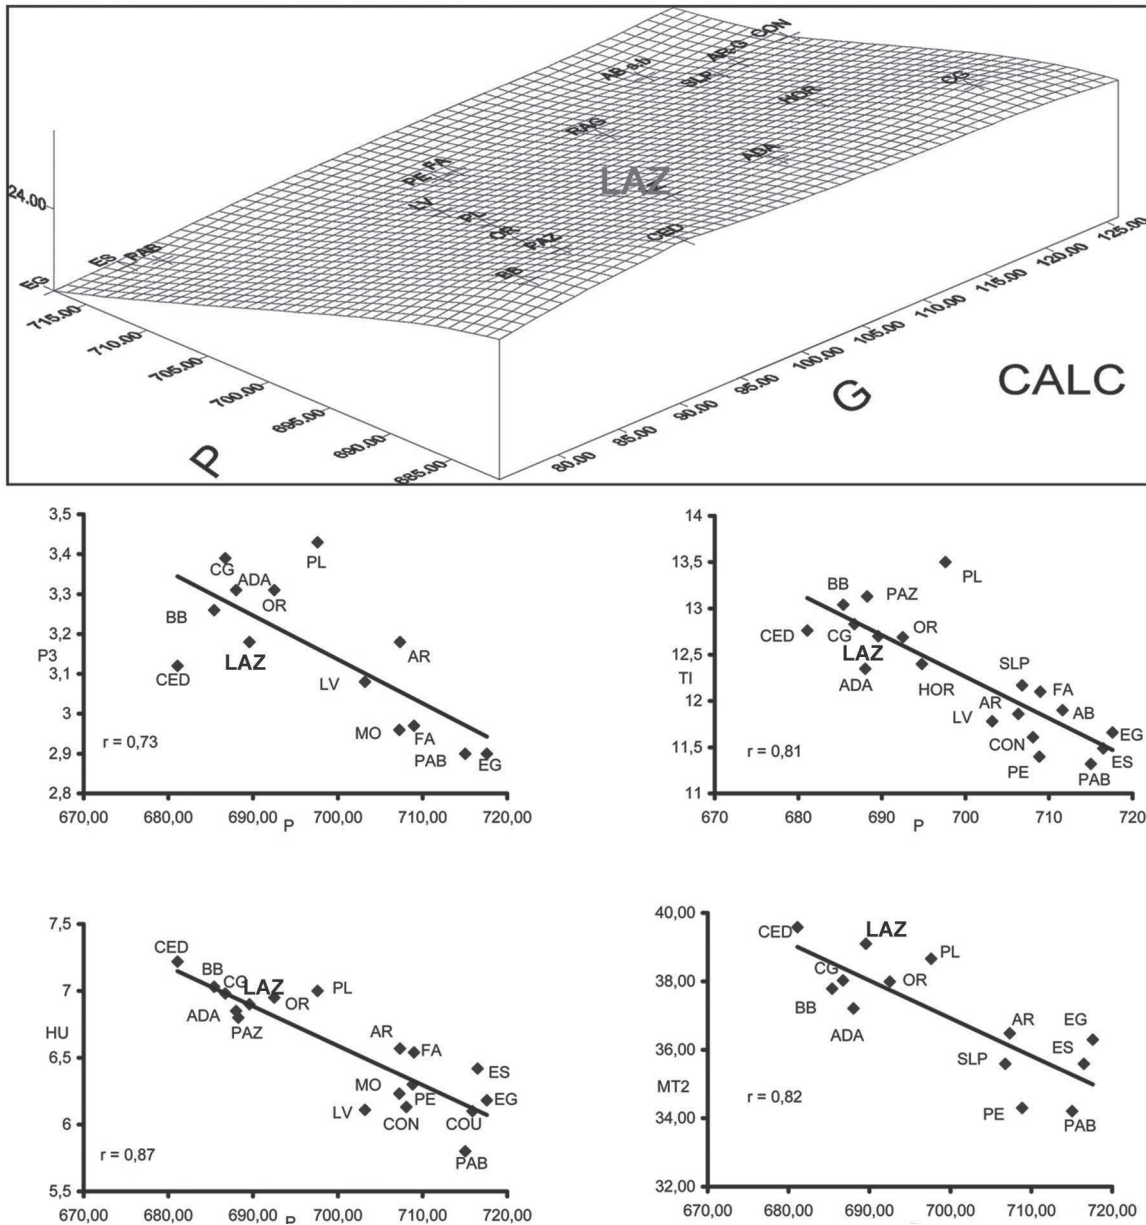 CON
AR-G
AB-s,b
SLP
CG
HOR
RAG
ADA
FA
PE
LAZ
LV
PL
OR
PAZ
CED
BB
24.00
ES
PAB
EG
715.00
710.00
705.00
700.00
695.00
690.00
685.00
80.00
85.00
90.00
95.00
100.00
105.00
110.00
115.00
120.00
125.00
P
G
CALC
3,5
3,4
3,3
3,2
P3
3,1
3
2,9
2,8
PL
CG
ADA
OR
BB
LAZ
CED
AR
LV
MO
FA
PAB
EG
r = 0,73
670,00 680,00 690,00 700,00 710,00 720,00
P
14
13,5
13
12,5
TI
12
11,5
11
PL
BB
PAZ
CED
CG
OR
LAZ
ADA
HOR
SLP
FA
AR
AB
LV
CON
EG
PE
ES
PAB
r = 0,81
670 680 690 700 710 720
P
7,5
7
HU
6,5
6
5,5
CED
BB
CG
LAZ
PL
OR
ADA
PAZ
AR
FA
ES
MO
PE
EG
LV
CON
COU
PAB
r = 0,87
670,00 680,00 690,00 700,00 710,00 720,00
P
40,00
38,00
36,00
MT2
34,00
32,00
CED
LAZ
PL
CG
OR
BB
ADA
AR
EG
SLP
ES
PE
PAB
r = 0,82
670,00 680,00 690,00 700,00 710,00 720,00